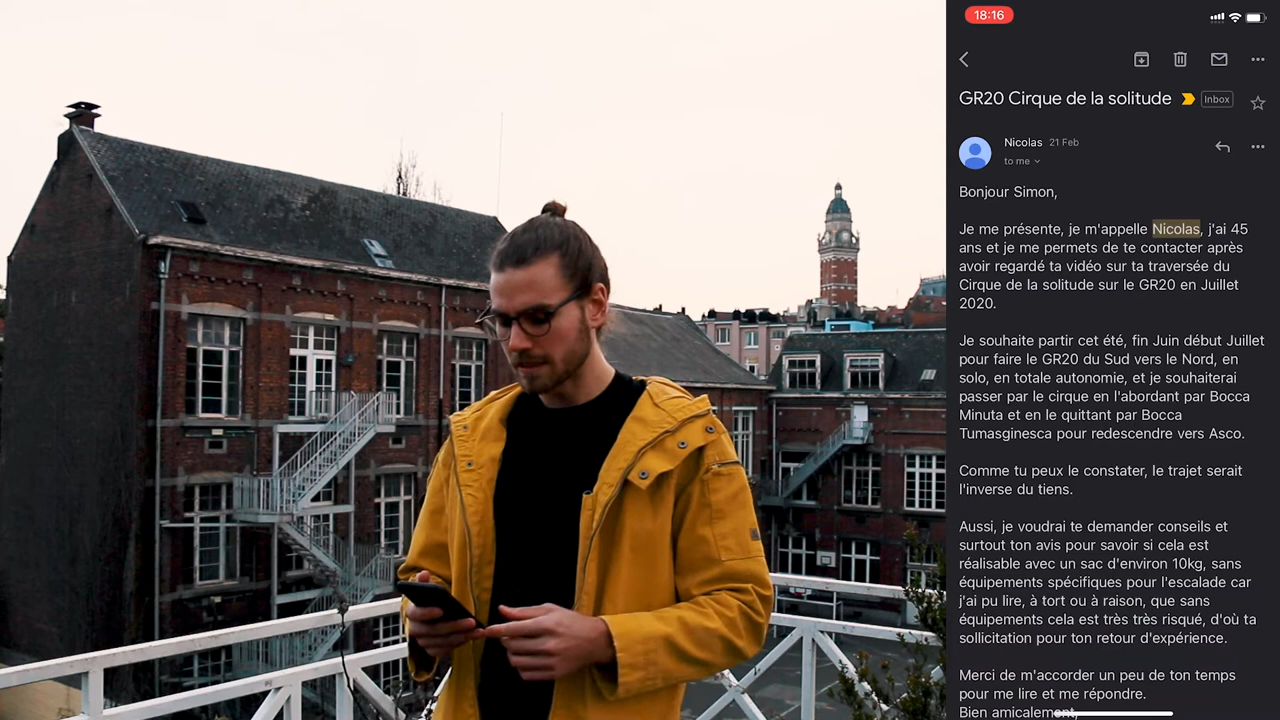 18:16
GR20 Cirque de la solitude
Inbox
Nicolas 21 Feb
to me
Bonjour Simon,
Je me présente, je m'appelle Nicolas, j'ai 45
ans et je me permets de te contacter après
avoir regardé ta vidéo sur ta traversée du
Cirque de la solitude sur le GR20 en Juillet
2020.
Je souhaite partir cet été, fin Juin début Juillet
pour faire le GR20 du Sud vers le Nord, en
solo, en totale autonomie, et je souhaiterai
passer par le cirque en l'abordant par Bocca
Minuta et en le quittant par Bocca
Tumasginesca pour redescendre vers Asco.
Comme tu peux le constater, le trajet serait
l'inverse du tiens.
Aussi, je voudrai te demander conseils et
surtout ton avis pour savoir si cela est
réalisable avec un sac d'environ 10kg, sans
équipements spécifiques pour l'escalade car
j'ai pu lire, à tort ou à raison, que sans
équipements cela est très très risqué, d'où ta
sollicitation pour ton retour d'expérience.
Merci de m'accorder un peu de ton temps
pour me lire et me répondre.
Bien amicalement,